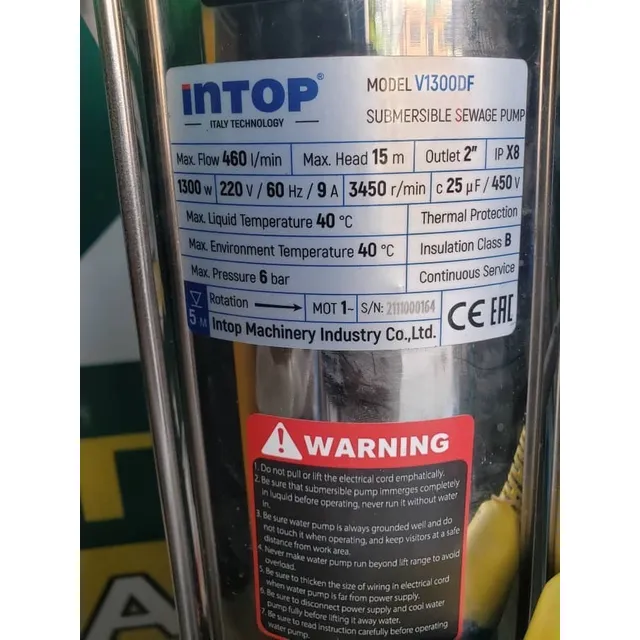 INTOP®
ITALY TECHNOLOGY
MODEL V1300DF
SUBMERSIBLE SEWAGE PUMP
Max. Flow 460 l/min Max. Head 15 m Outlet 2" IP X8
1300 w 220 V / 60 Hz / 9 A 3450 r/min c 25 µF / 450 V
Max. Liquid Temperature 40 °C Thermal Protection
Max. Environment Temperature 40 °C Insulation Class B
Max. Pressure 6 bar Continuous Service
5 M Rotation MOT 1~ S/N: 2111000164 CE EAC
Intop Machinery Industry Co.,Ltd.
WARNING
1. Do not pull or lift the electrical cord emphatically.
2. Be sure that submersible pump immerges completely
in luquid before operating, never run it without water
in.
3. Be sure water pump is always grounded well and do
not touch it when operating, and keep visitors at a safe
distance from work area.
4. Never make water pump run beyond lift range to avoid
overload.
5. Be sure to thicken the size of wiring in electrical cord
when water pump is far from power supply.
6. Be sure to disconnect power supply and cool water
pump fully before lifting it away water.
7. Be sure to read instruction carefully before operating
water pump.